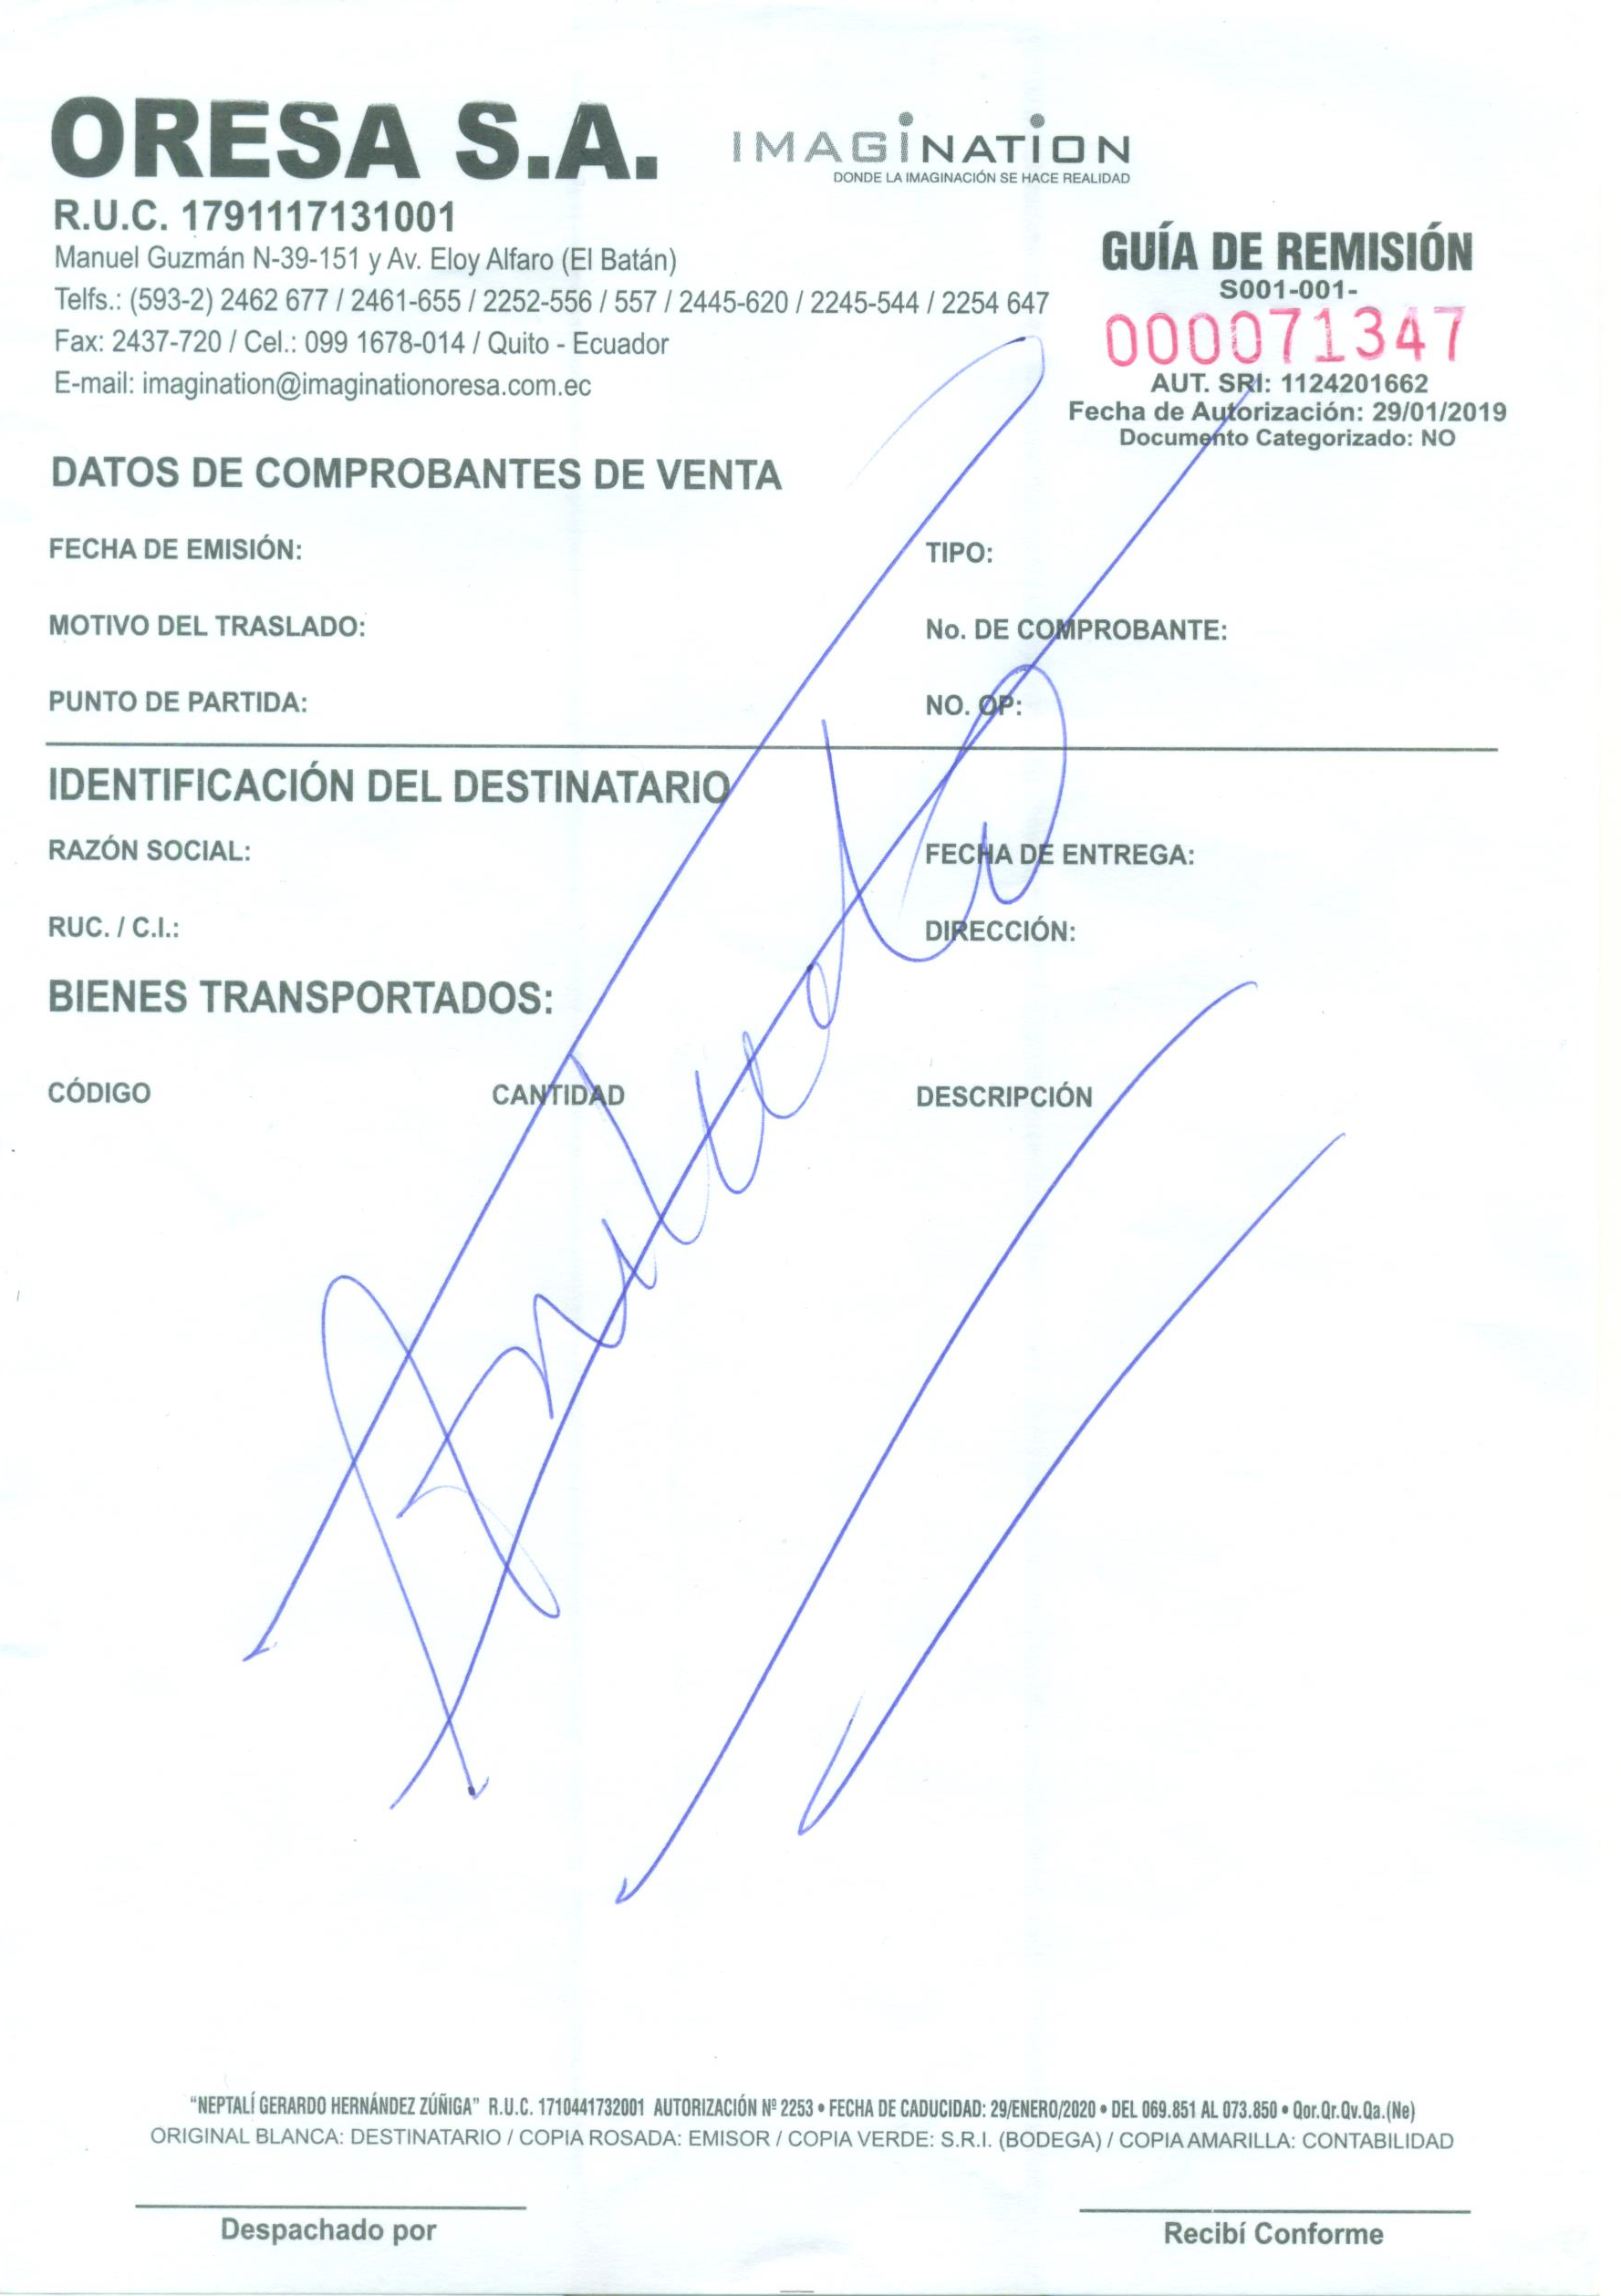 ORESA S.A.
IMAGINATION
DONDE LA IMAGINACIÓN SE HACE REALIDAD
R.U.C. 1791117131001
Manuel Guzmán N-39-151 y Av. Eloy Alfaro (El Batán)
Telfs.: (593-2) 2462 677 / 2461-655 / 2252-556 / 557 / 2445-620 / 2245-544 / 2254 647
Fax: 2437-720 / Cel.: 099 1678-014 / Quito - Ecuador
E-mail: imagination@imaginationoresa.com.ec
GUÍA DE REMISIÓN
S001-001-
000071347
AUT. SRI: 1124201662
Fecha de Autorización: 29/01/2019
Documento Categorizado: NO
DATOS DE COMPROBANTES DE VENTA
FECHA DE EMISIÓN:
TIPO:
MOTIVO DEL TRASLADO:
No. DE COMPROBANTE:
PUNTO DE PARTIDA:
NO. OP:
IDENTIFICACIÓN DEL DESTINATARIO
RAZÓN SOCIAL:
FECHA DE ENTREGA:
RUC. / C.I.:
DIRECCIÓN:
BIENES TRANSPORTADOS:
CÓDIGO CANTIDAD DESCRIPCIÓN
Anulado
"NEPTALÍ GERARDO HERNÁNDEZ ZÚÑIGA" R.U.C. 1710441732001 AUTORIZACIÓN Nº 2253 • FECHA DE CADUCIDAD: 29/ENERO/2020 • DEL 069.851 AL 073.850 • Qor.Qr.Qv.Qa.(Ne)
ORIGINAL BLANCA: DESTINATARIO / COPIA ROSADA: EMISOR / COPIA VERDE: S.R.I. (BODEGA) / COPIA AMARILLA: CONTABILIDAD
Despachado por
Recibí Conforme